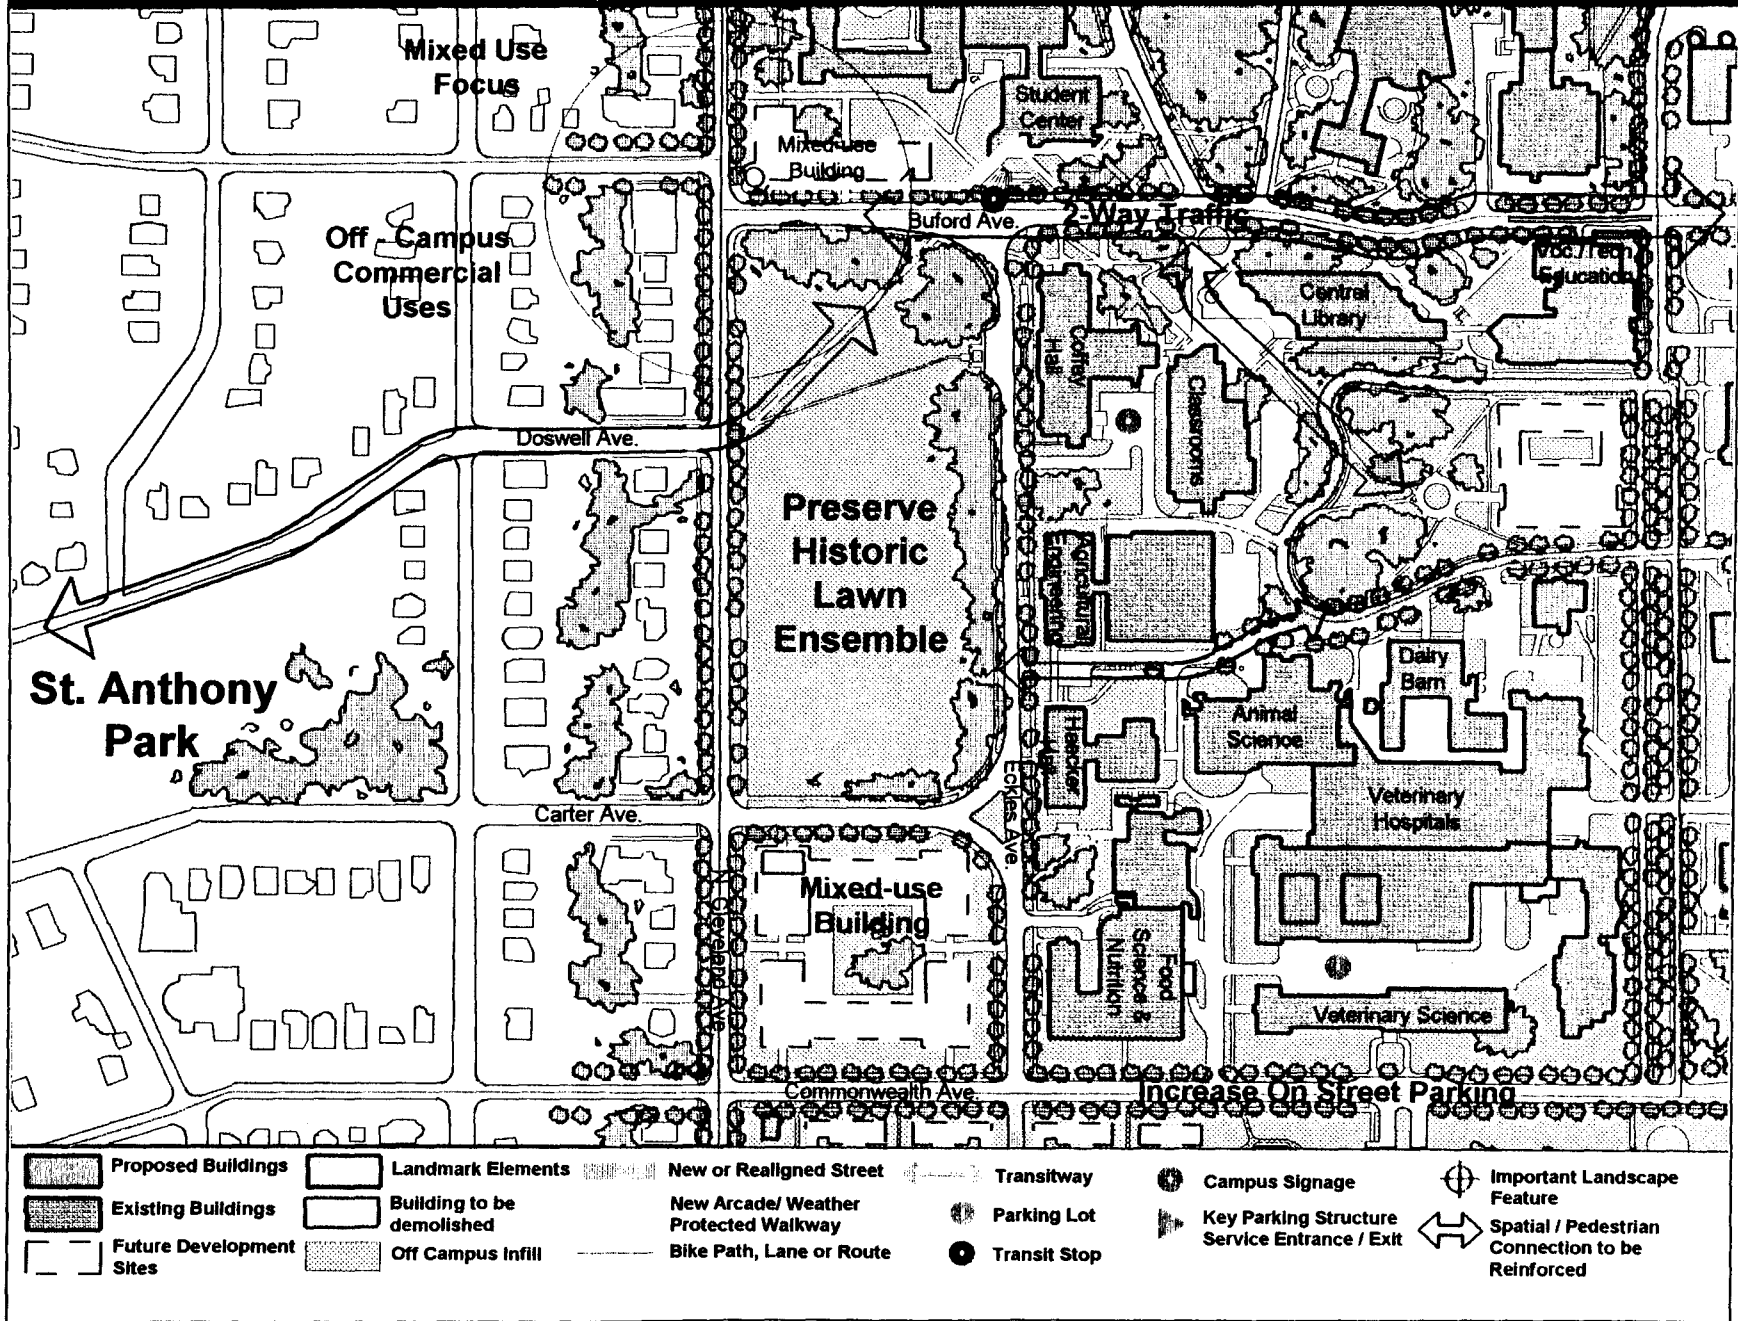 Mixed Use
Focus
Student
Center
Mixed-use
Building
Buford Ave.
2-Way Traffic
Off - Campus
Commercial
Uses
Voc./Tech
Education
Central
Library
Coffey
Hall
Classrooms
Doswell Ave.
Preserve
Historic
Lawn
Ensemble
Agricultural
Engineering
St. Anthony
Park
Dairy
Barn
Animal
Science
Haecker
Hall
Eckles Ave.
Carter Ave.
Veterinary
Hospitals
N. Cleveland Ave.
Mixed-use
Building
Food
Science &
Nutrition
Veterinary Science
Commonwealth Ave.
Increase On Street Parking
Proposed Buildings
Existing Buildings
Future Development
Sites
Landmark Elements
Building to be
demolished
Off Campus Infill
New or Realigned Street
New Arcade/ Weather
Protected Walkway
Bike Path, Lane or Route
Transitway
Parking Lot
Transit Stop
Campus Signage
Key Parking Structure
Service Entrance / Exit
Important Landscape
Feature
Spatial / Pedestrian
Connection to be
Reinforced